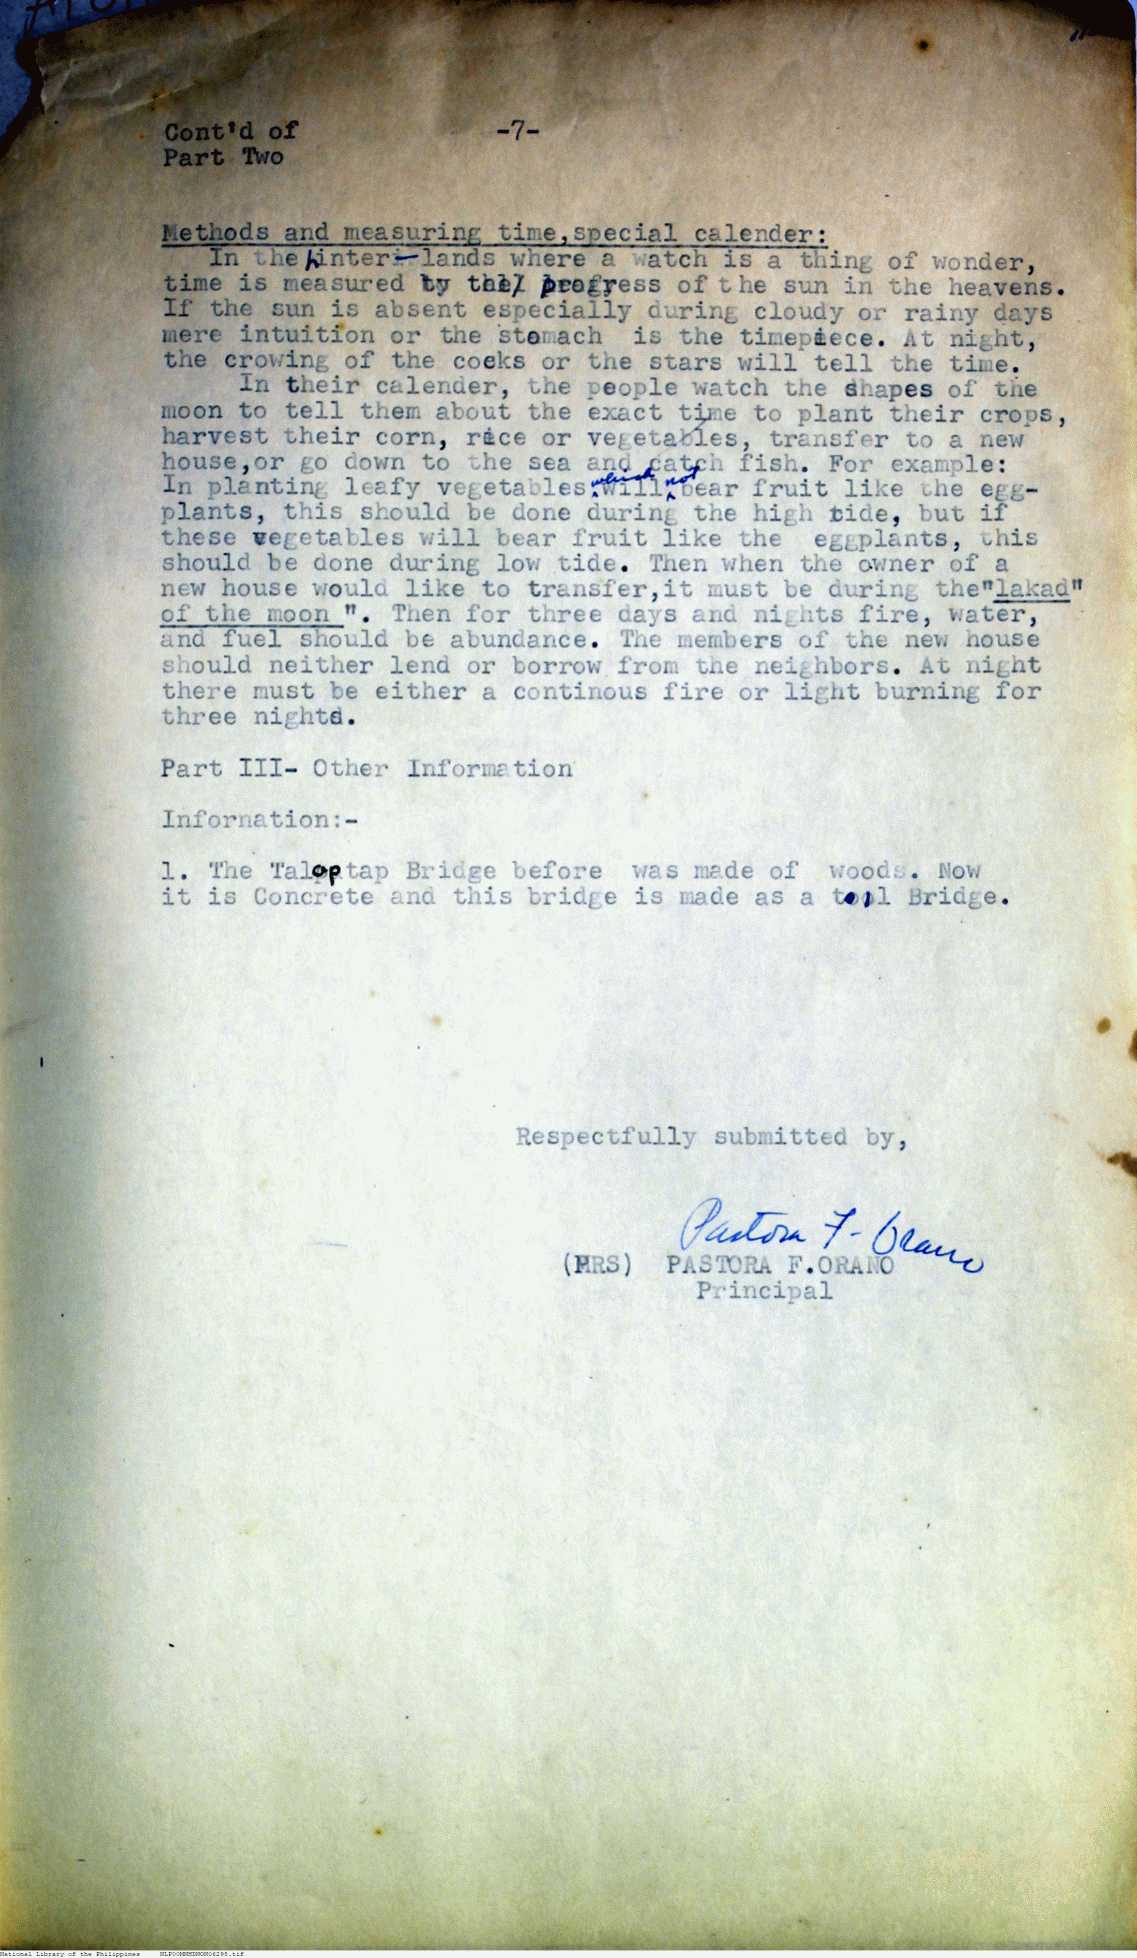 Cont'd of -7-
Part Two
Methods and measuring time,special calender:
In the hinter-lands where a watch is a thing of wonder,
time is measured by the progress of the sun in the heavens.
If the sun is absent especially during cloudy or rainy days
mere intuition or the stomach is the timepiece. At night,
the crowing of the cocks or the stars will tell the time.
In their calender, the people watch the shapes of the
moon to tell them about the exact time to plant their crops,
harvest their corn, rice or vegetables, transfer to a new
house,or go down to the sea and catch fish. For example:
In planting leafy vegetables which will not bear fruit like the egg-
plants, this should be done during the high tide, but if
these vegetables will bear fruit like the eggplants, this
should be done during low tide. Then when the owner of a
new house would like to transfer,it must be during the"lakad"
of the moon ". Then for three days and nights fire, water,
and fuel should be abundance. The members of the new house
should neither lend or borrow from the neighbors. At night
there must be either a continous fire or light burning for
three nights.
Part III- Other Information
Information:-
1. The Taloptap Bridge before was made of woods. Now
it is Concrete and this bridge is made as a Bridge.
Respectfully submitted by,
Pastora F. Orano
(MRS) PASTORA F.ORANO
Principal
National Library of the Philippines